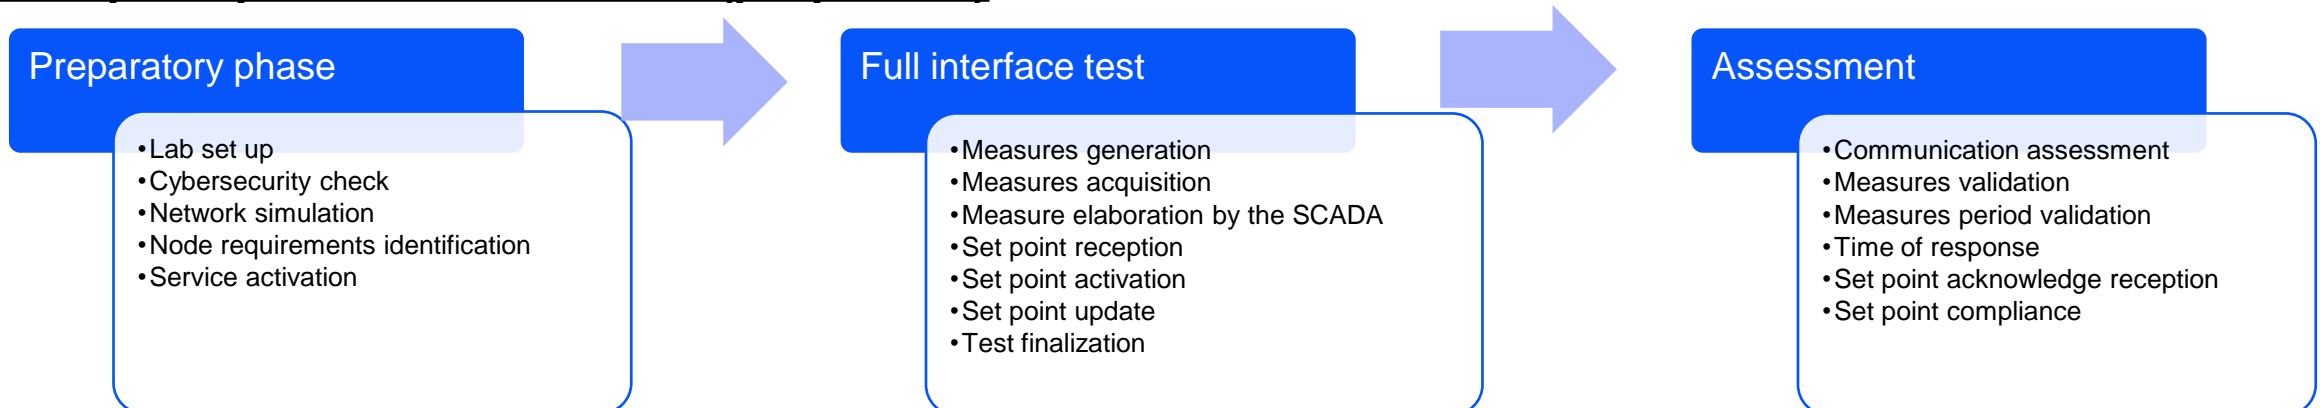 Preparatory phase
•Lab set up
•Cybersecurity check
•Network simulation
•Node requirements identification
•Service activation
Full interface test
•Measures generation
•Measures acquisition
•Measure elaboration by the SCADA
•Set point reception
•Set point activation
•Set point update
•Test finalization
Assessment
•Communication assessment
•Measures validation
•Measures period validation
•Time of response
•Set point acknowledge reception
•Set point compliance